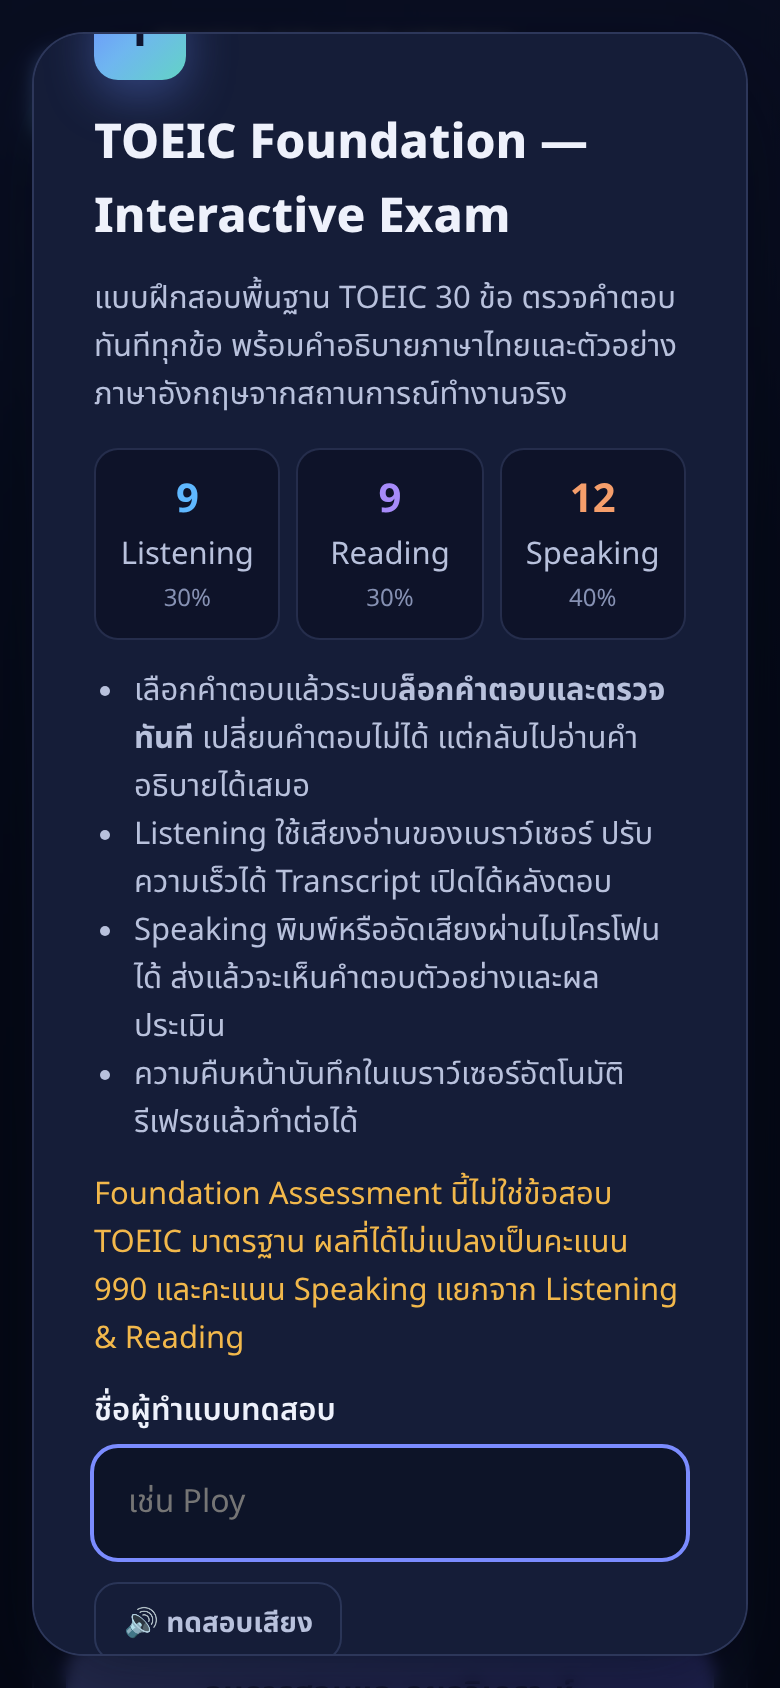 TOEIC Foundation —
Interactive Exam
แบบฝึกสอบพื้นฐาน TOEIC 30 ข้อ ตรวจคำตอบ
ทันทีทุกข้อ พร้อมคำอธิบายภาษาไทยและตัวอย่าง
ภาษาอังกฤษจากสถานการณ์ทำงานจริง
9
Listening
30%
9
Reading
30%
12
Speaking
40%
เลือกคำตอบแล้วระบบล็อกคำตอบและตรวจ
ทันที เปลี่ยนคำตอบไม่ได้ แต่กลับไปอ่านคำ
อธิบายได้เสมอ
Listening ใช้เสียงอ่านของเบราว์เซอร์ ปรับ
ความเร็วได้ Transcript เปิดได้หลังตอบ
Speaking พิมพ์หรืออัดเสียงผ่านไมโครโฟน
ได้ ส่งแล้วจะเห็นคำตอบตัวอย่างและผล
ประเมิน
ความคืบหน้าบันทึกในเบราว์เซอร์อัตโนมัติ
รีเฟรชแล้วทำต่อได้
Foundation Assessment นี้ไม่ใช่ข้อสอบ
TOEIC มาตรฐาน ผลที่ได้ไม่แปลงเป็นคะแนน
990 และคะแนน Speaking แยกจาก Listening
& Reading
ชื่อผู้ทำแบบทดสอบ
เช่น Ploy
🔊 ทดสอบเสียง